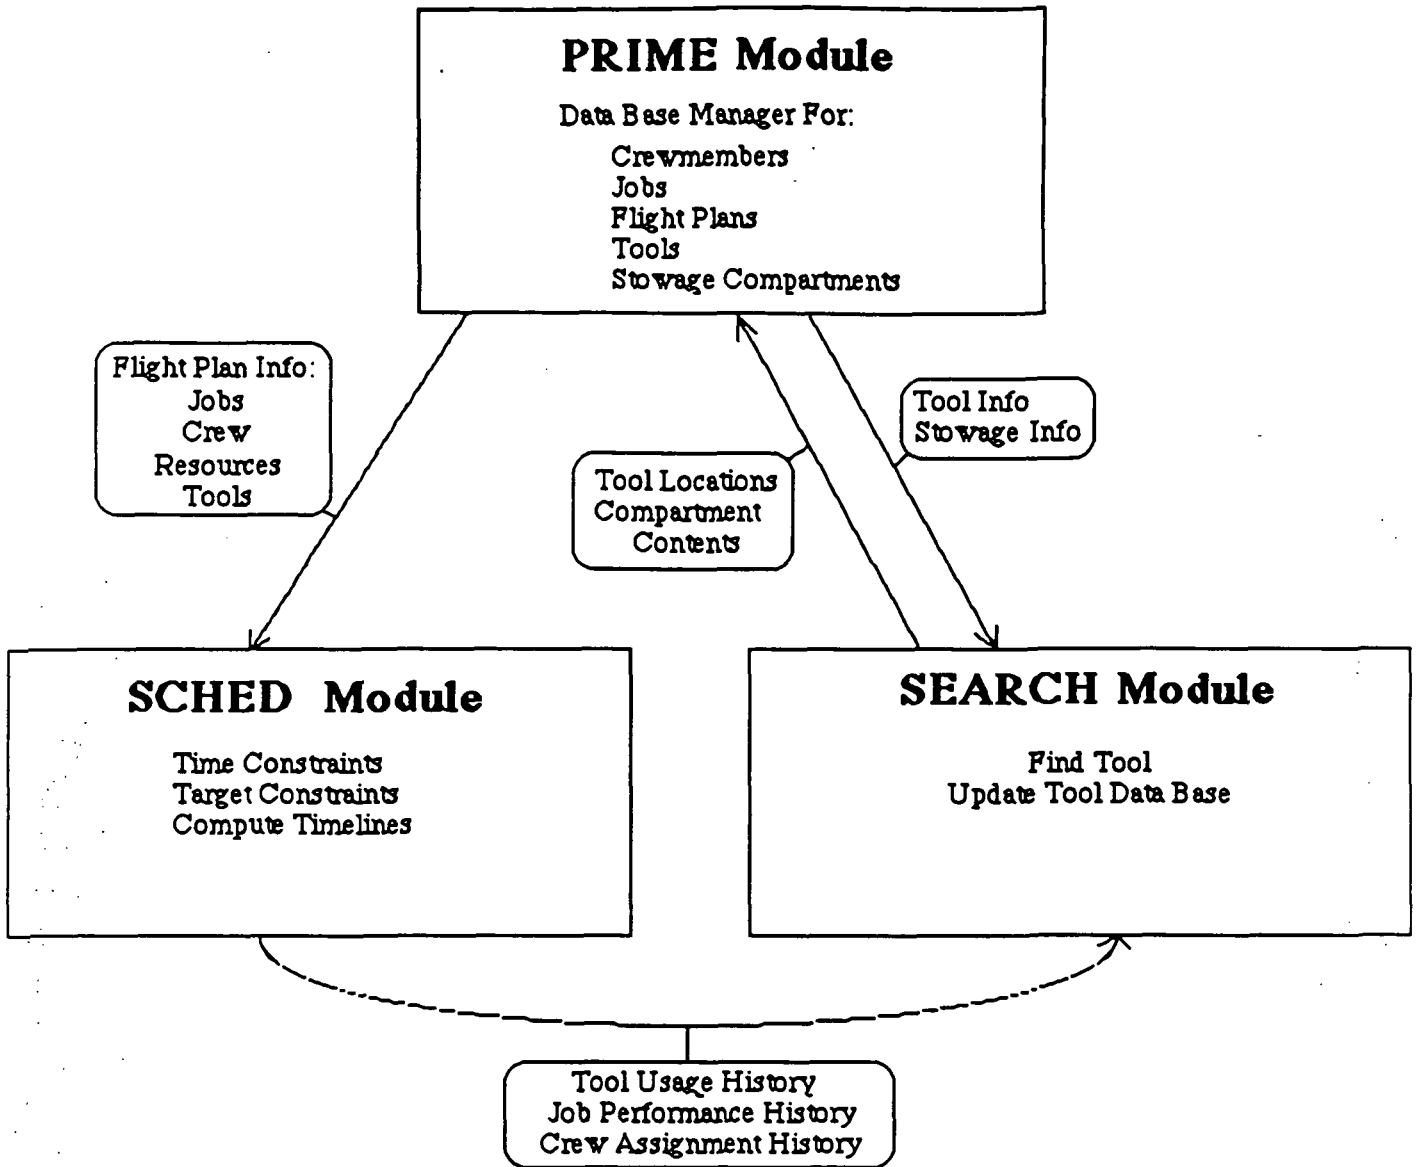 PRIME Module
Data Base Manager For:
Crewmembers
Jobs
Flight Plans
Tools
Stowage Compartments
Flight Plan Info:
Jobs
Crew
Resources
Tools
Tool Locations
Compartment
Contents
Tool Info
Stowage Info
SCHED Module
Time Constraints
Target Constraints
Compute Timelines
SEARCH Module
Find Tool
Update Tool Data Base
Tool Usage History
Job Performance History
Crew Assignment History